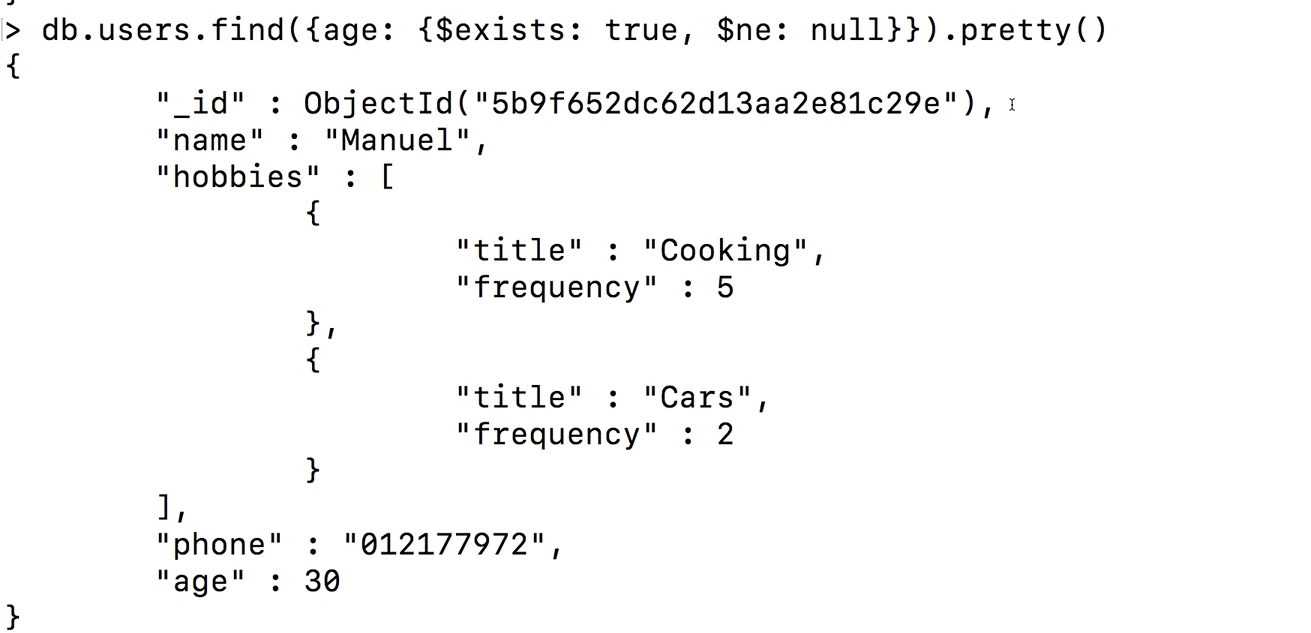 > db.users.find({age: {$exists: true, $ne: null}}).pretty()
{
"_id" : ObjectId("5b9f652dc62d13aa2e81c29e"),
"name" : "Manuel",
"hobbies" : [
{
"title" : "Cooking",
"frequency" : 5
},
{
"title" : "Cars",
"frequency" : 2
}
],
"phone" : "012177972",
"age" : 30
}